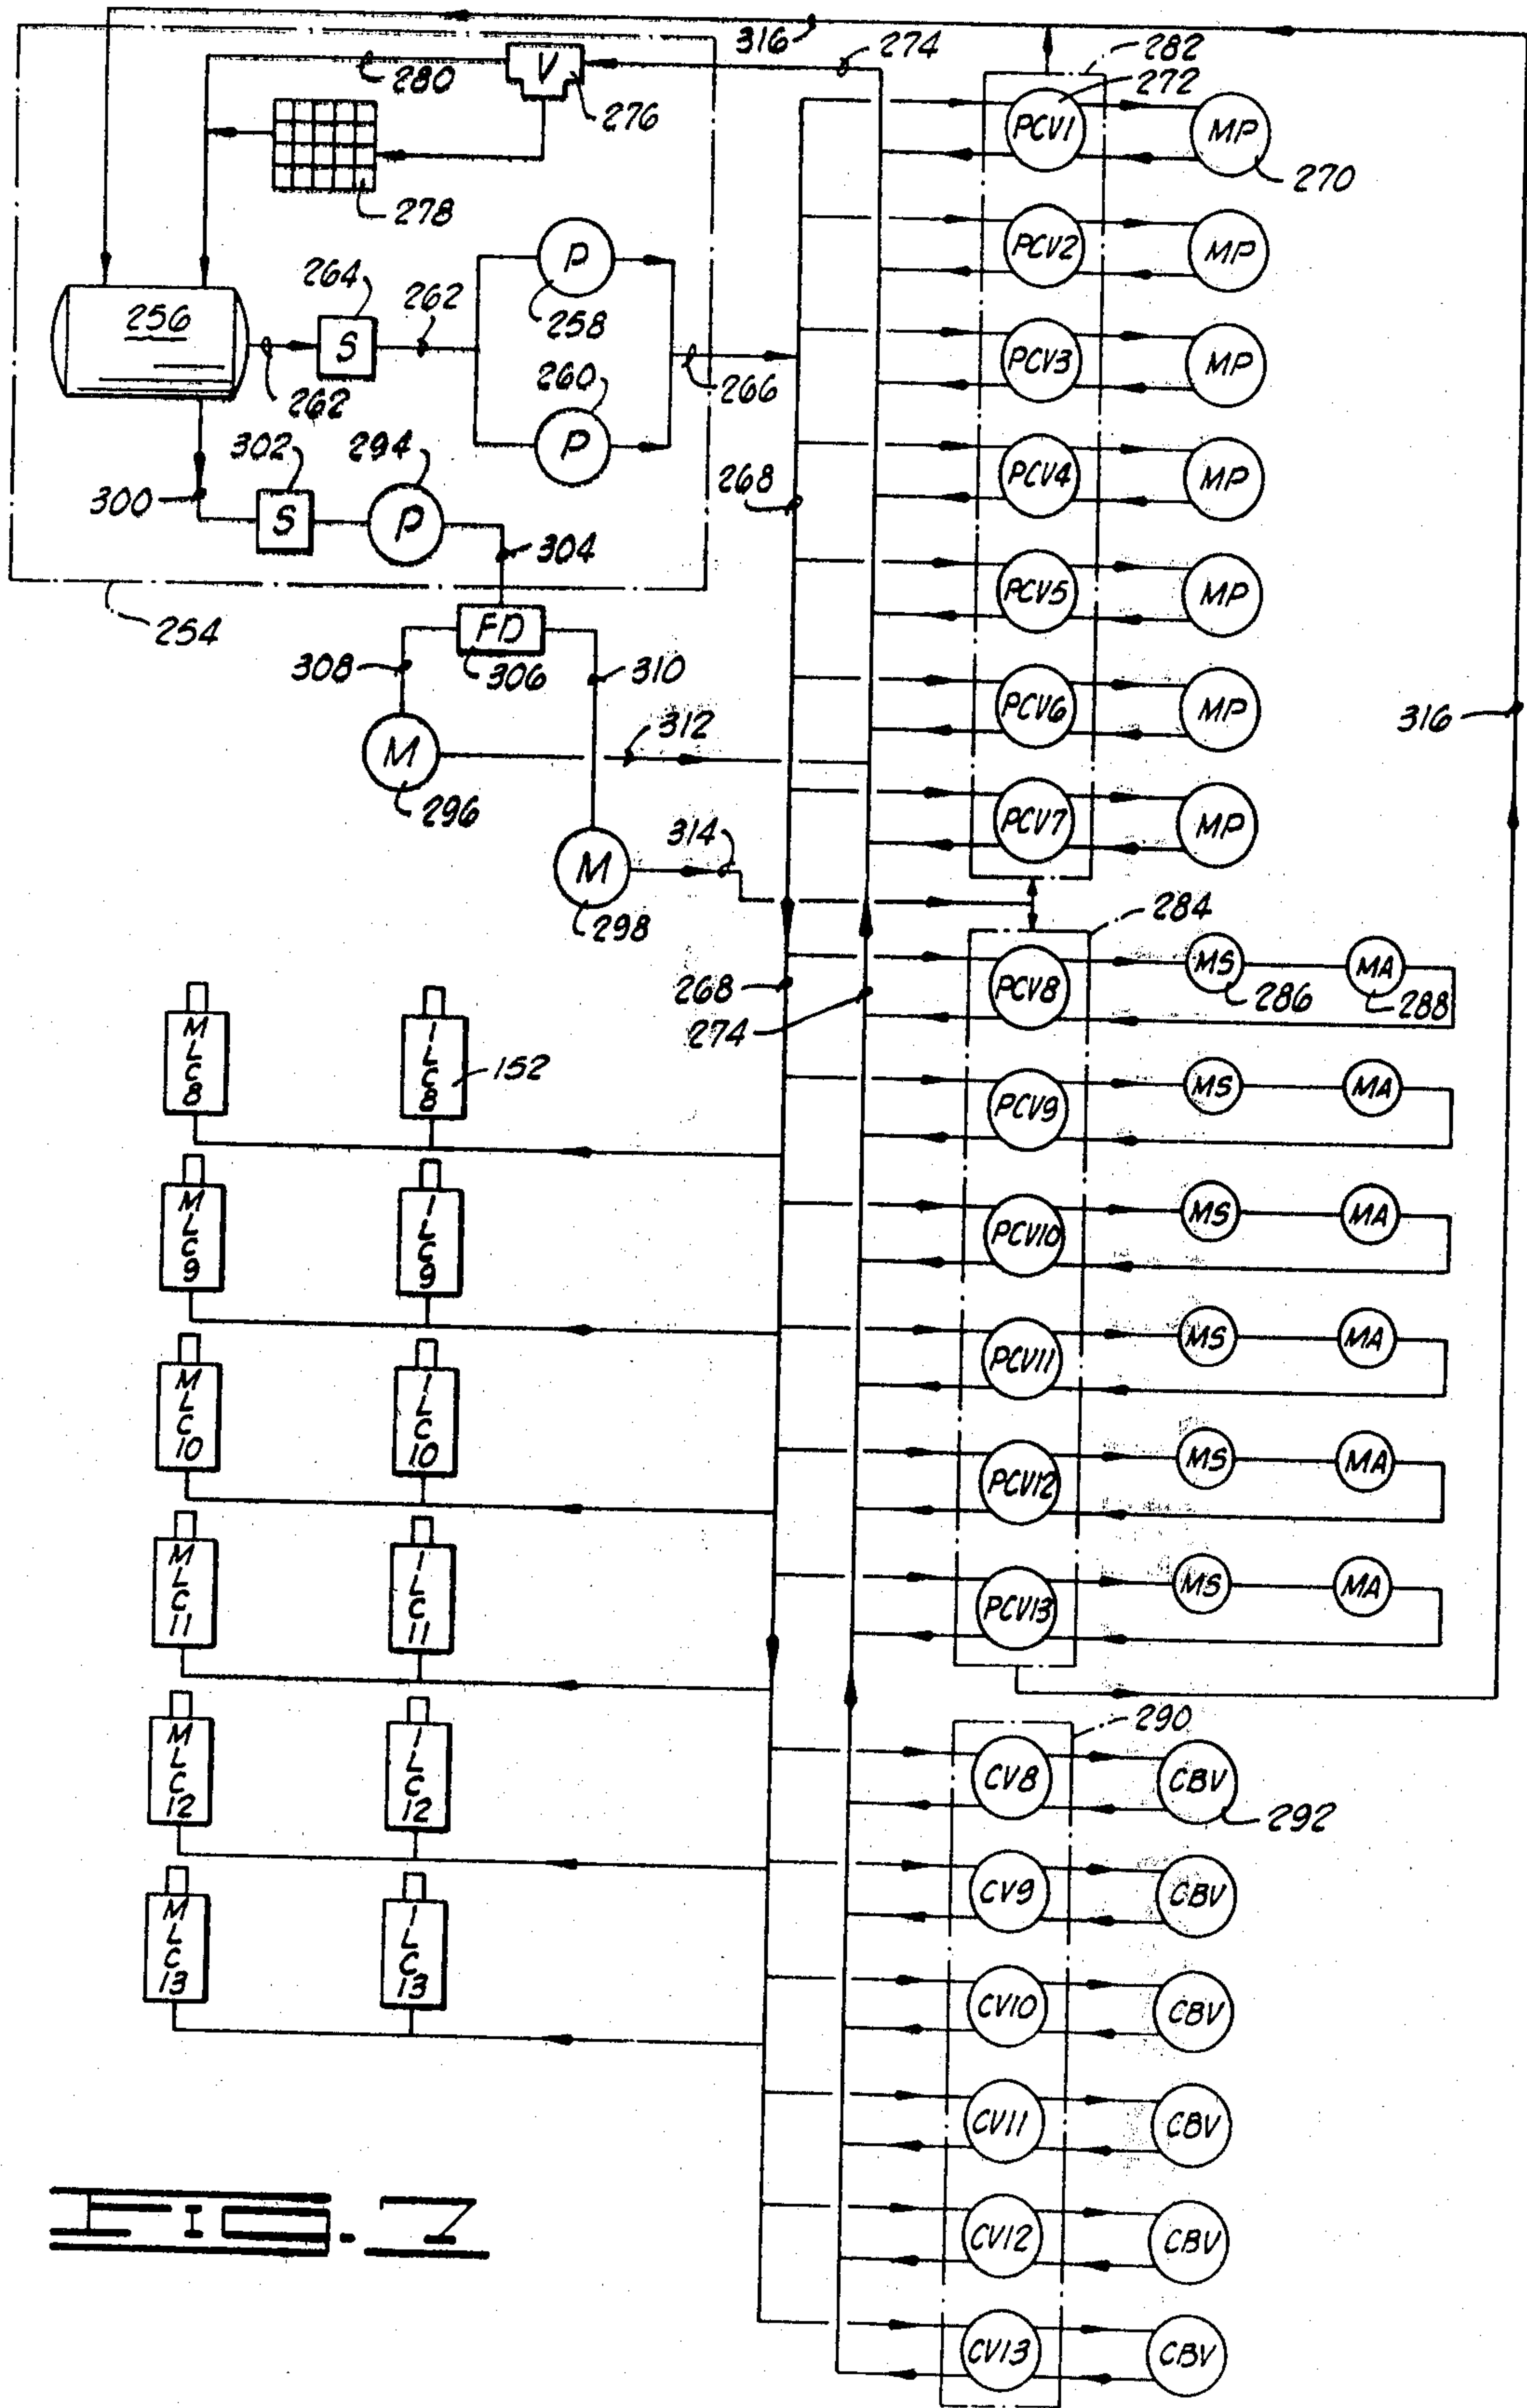 316
274
282
272
280
V
276
PCV1
MP
270
278
PCV2
MP
P
258
264
262
256
S
262
260
266
PCV3
MP
P
302
294
268
PCV4
MP
300
S
P
304
PCV5
MP
254
FD
306
308
310
PCV6
MP
316
312
M
296
PCV7
MP
314
M
298
284
268
274
PCV8
MS
286
MA
288
MLC8
ILC8
152
PCV9
MS
MA
MLC9
ILC9
PCV10
MS
MA
MLC10
ILC10
PCV11
MS
MA
PCV12
MS
MA
MLC11
ILC11
PCV13
MS
MA
290
MLC12
ILC12
CV8
CBV
292
CV9
CBV
MLC13
ILC13
CV10
CBV
CV11
CBV
FIG. 7
CV12
CBV
CV13
CBV